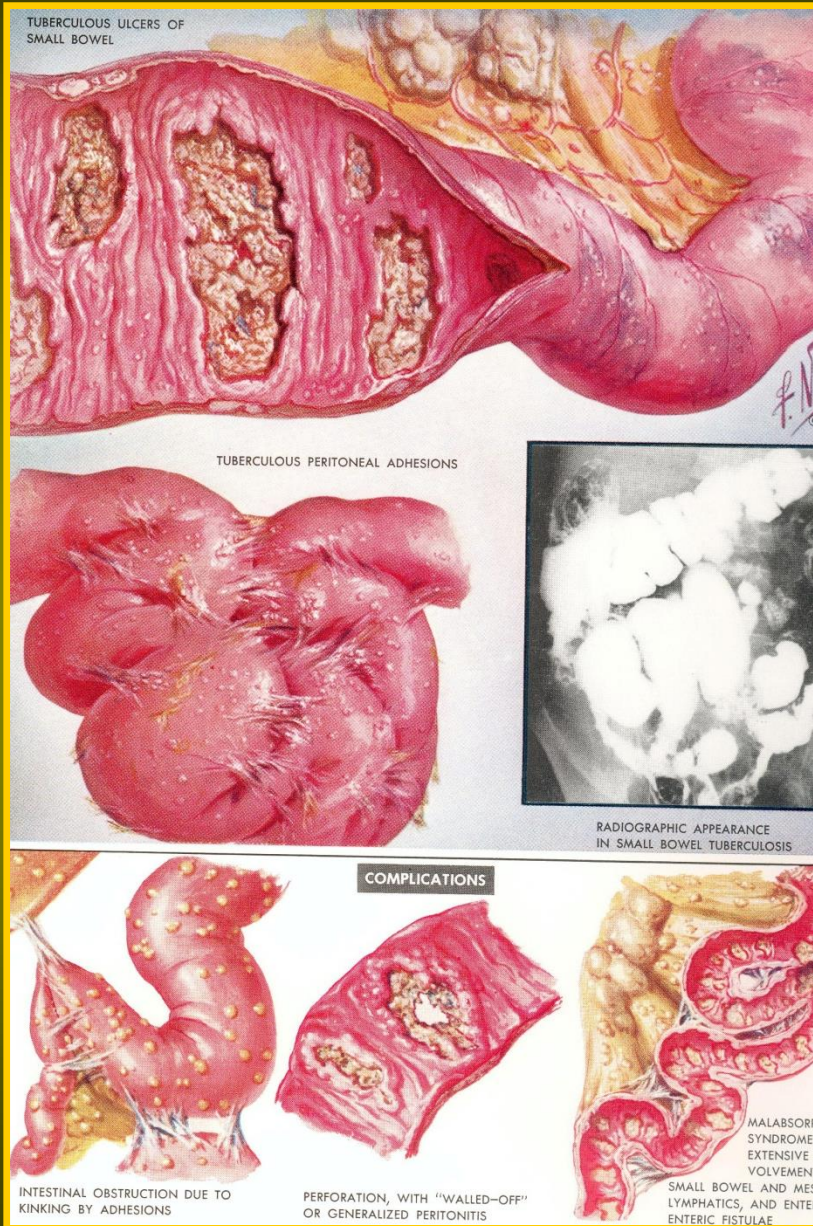 TUBERCULOUS ULCERS OF
SMALL BOWEL
TUBERCULOUS PERITONEAL ADHESIONS
RADIOGRAPHIC APPEARANCE
IN SMALL BOWEL TUBERCULOSIS
COMPLICATIONS
INTESTINAL OBSTRUCTION DUE TO
KINKING BY ADHESIONS
PERFORATION, WITH “WALLED—OFF”
OR GENERALIZED PERITONITIS
SYNDROME
EXTENSIVE
SMALL BOWEL AND
LYMPHATICS, AND
ENTERIC FISTULAE